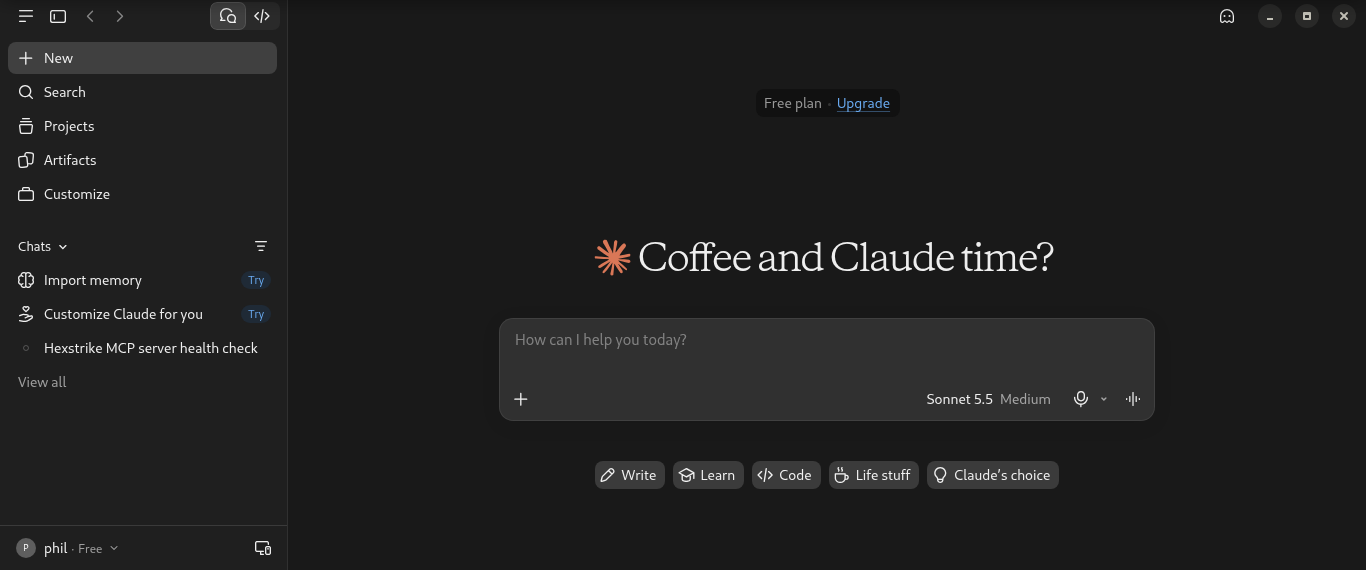 New
Search
Projects
Artifacts
Customize
Chats
Import memory Try
Customize Claude for you Try
Hexstrike MCP server health check
View all
P phil · Free
Free plan · Upgrade
Coffee and Claude time?
How can I help you today?
Sonnet 5.5 Medium
Write Learn Code Life stuff Claude's choice